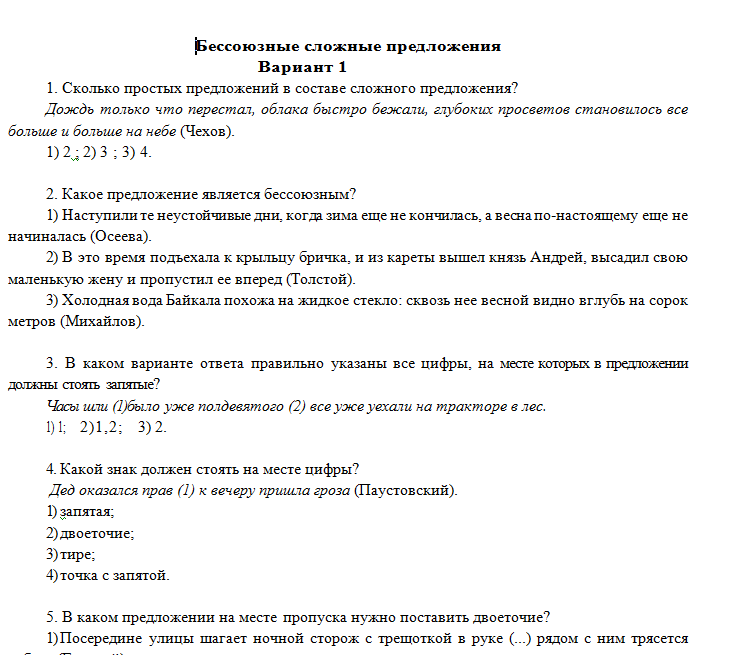 Бессоюзные сложные предложения
Вариант 1
1. Сколько простых предложений в составе сложного предложения?
Дождь только что перестал, облака быстро бежали, глубоких просветов становилось все
больше и больше на небе (Чехов).
1) 2 ; 2) 3 ; 3) 4.
2. Какое предложение является бессоюзным?
1) Наступили те неустойчивые дни, когда зима еще не кончилась, а весна по-настоящему еще не
начиналась (Осеева).
2) В это время подъехала к крыльцу бричка, и из кареты вышел князь Андрей, высадил свою
маленькую жену и пропустил ее вперед (Толстой).
3) Холодная вода Байкала похожа на жидкое стекло: сквозь нее весной видно вглубь на сорок
метров (Михайлов).
3. В каком варианте ответа правильно указаны все цифры, на месте которых в предложении
должны стоять запятые?
Часы шли (1)было уже полдевятого (2) все уже уехали на тракторе в лес.
1) 1; 2)1,2; 3) 2.
4. Какой знак должен стоять на месте цифры?
Дед оказался прав (1) к вечеру пришла гроза (Паустовский).
1)запятая;
2)двоеточие;
3)тире;
4)точка с запятой.
5. В каком предложении на месте пропуска нужно поставить двоеточие?
1)Посередине улицы шагает ночной сторож с трещоткой в руке (...) рядом с ним трясется